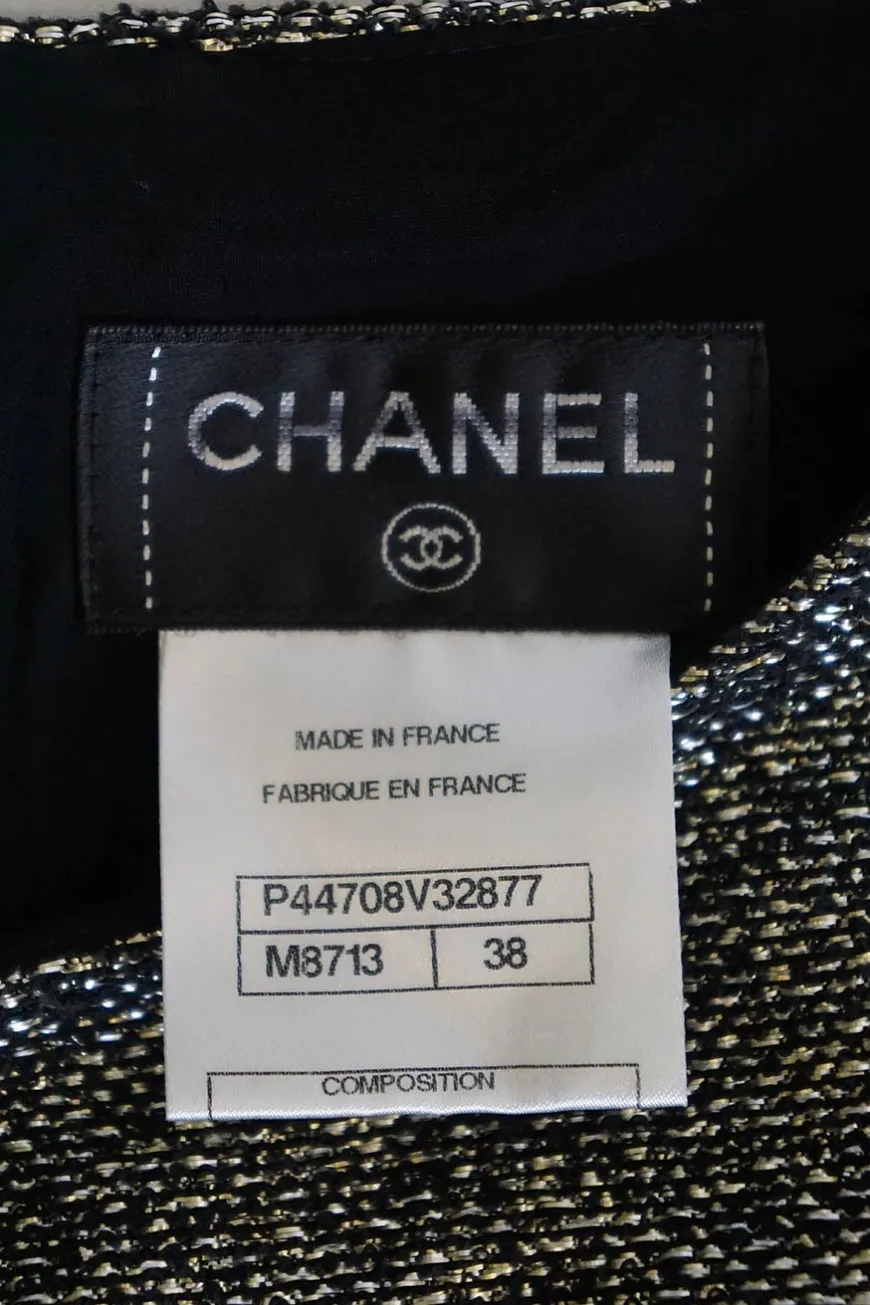 CHANEL
MADE IN FRANCE
FABRIQUE EN FRANCE
P44708V32877
M8713 38
COMPOSITION